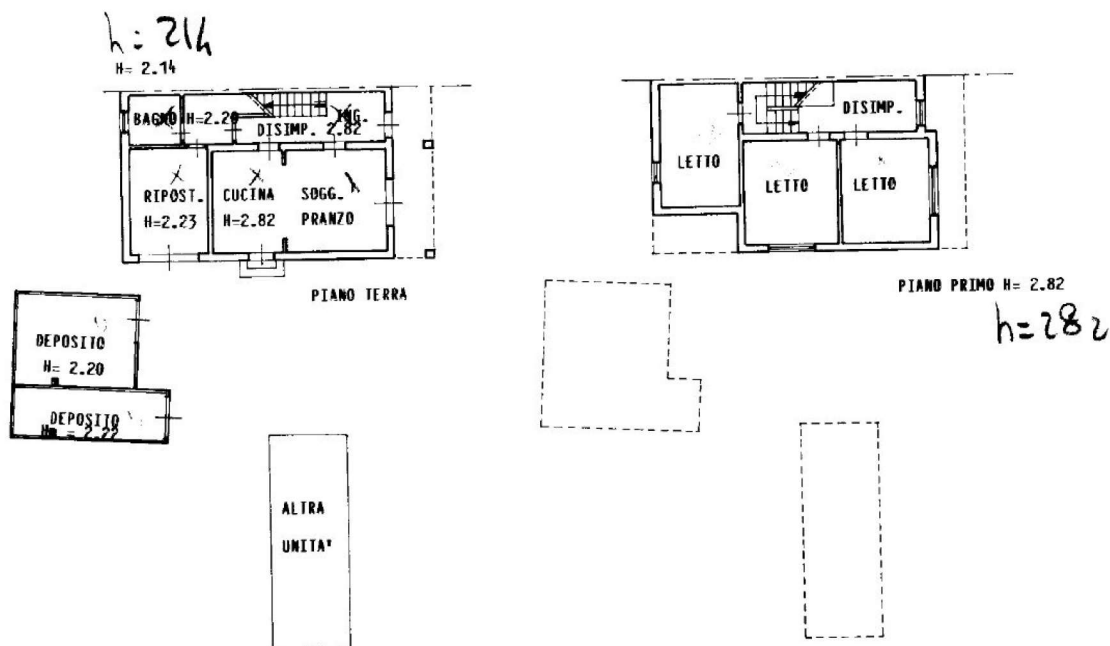 h= 214
H= 2.14
BAGNO H=2.20
ING.
DISIMP. 2.82
RIPOST.
H=2.23
CUCINA
H=2.82
SOGG.
PRANZO
PIANO TERRA
DEPOSITO
H= 2.20
DEPOSITO
Hm = 2.22
ALTRA
UNITA'
DISIMP.
LETTO
LETTO
LETTO
PIANO PRIMO H= 2.82
h=282